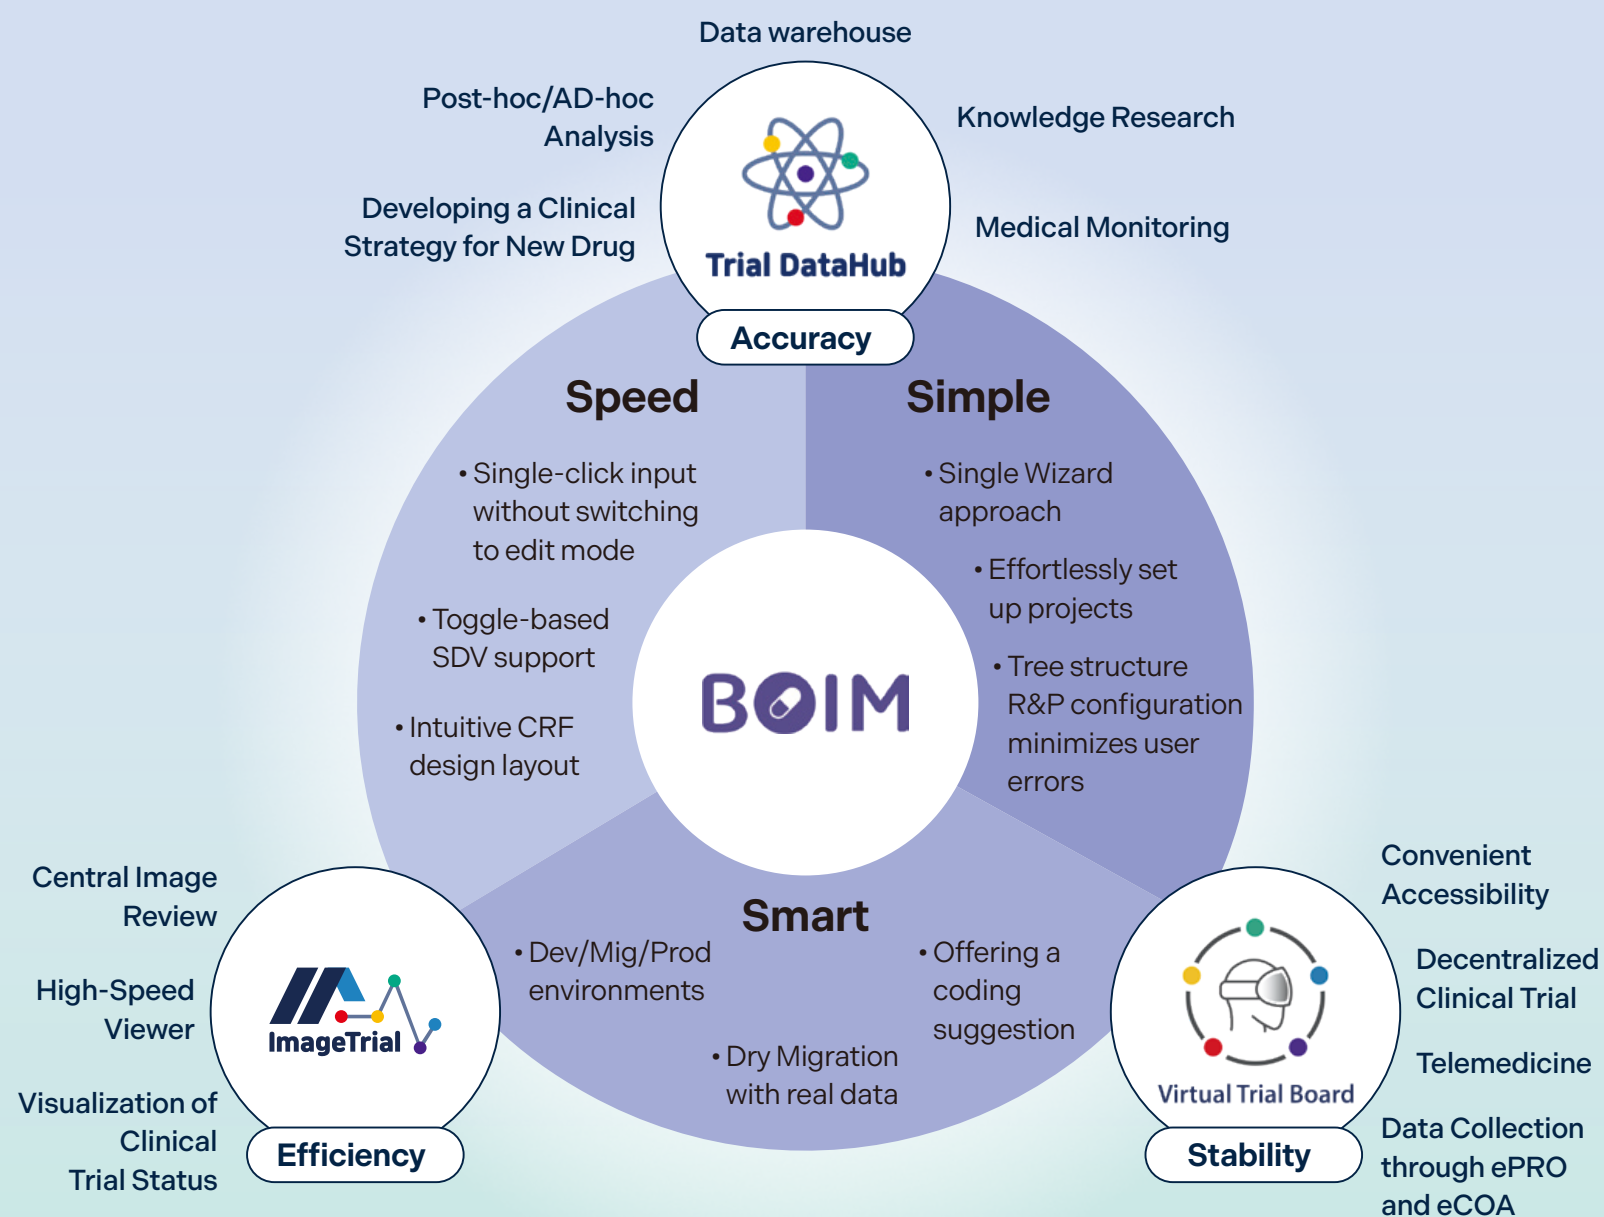 Data warehouse
Post-hoc/AD-hoc
Analysis
Knowledge Research
Developing a Clinical
Strategy for New Drug
Medical Monitoring
Trial DataHub
Accuracy
Speed
• Single-click input
without switching
to edit mode
• Toggle-based
SDV support
• Intuitive CRF
design layout
Simple
• Single Wizard
approach
• Effortlessly set
up projects
• Tree structure
R&P configuration
minimizes user
errors
BOIM
Smart
• Dev/Mig/Prod
environments
• Dry Migration
with real data
• Offering a
coding
suggestion
Central Image
Review
High-Speed
Viewer
Visualization of
Clinical
Trial Status
ImageTrial
Efficiency
Virtual Trial Board
Stability
Convenient
Accessibility
Decentralized
Clinical Trial
Telemedicine
Data Collection
through ePRO
and eCOA